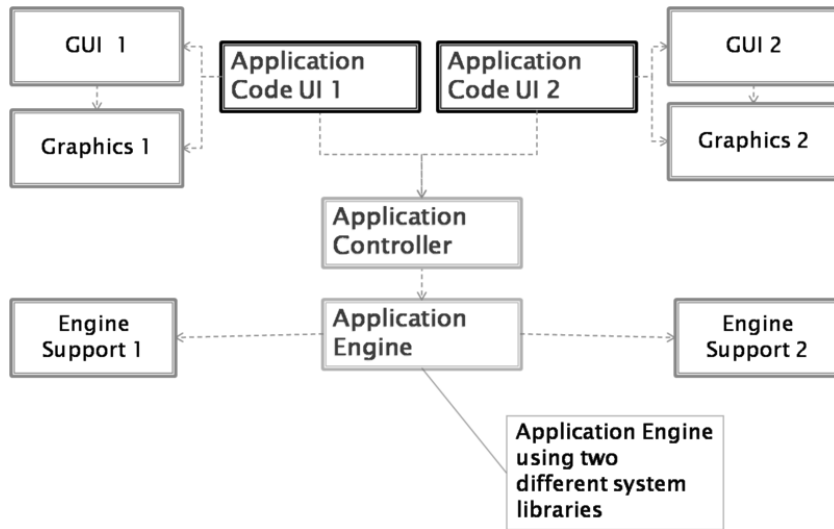 GUI 1
Application
Code UI 1
Application
Code UI 2
GUI 2
Graphics 1
Graphics 2
Application
Controller
Engine
Support 1
Application
Engine
Engine
Support 2
Application Engine
using two
different system
libraries